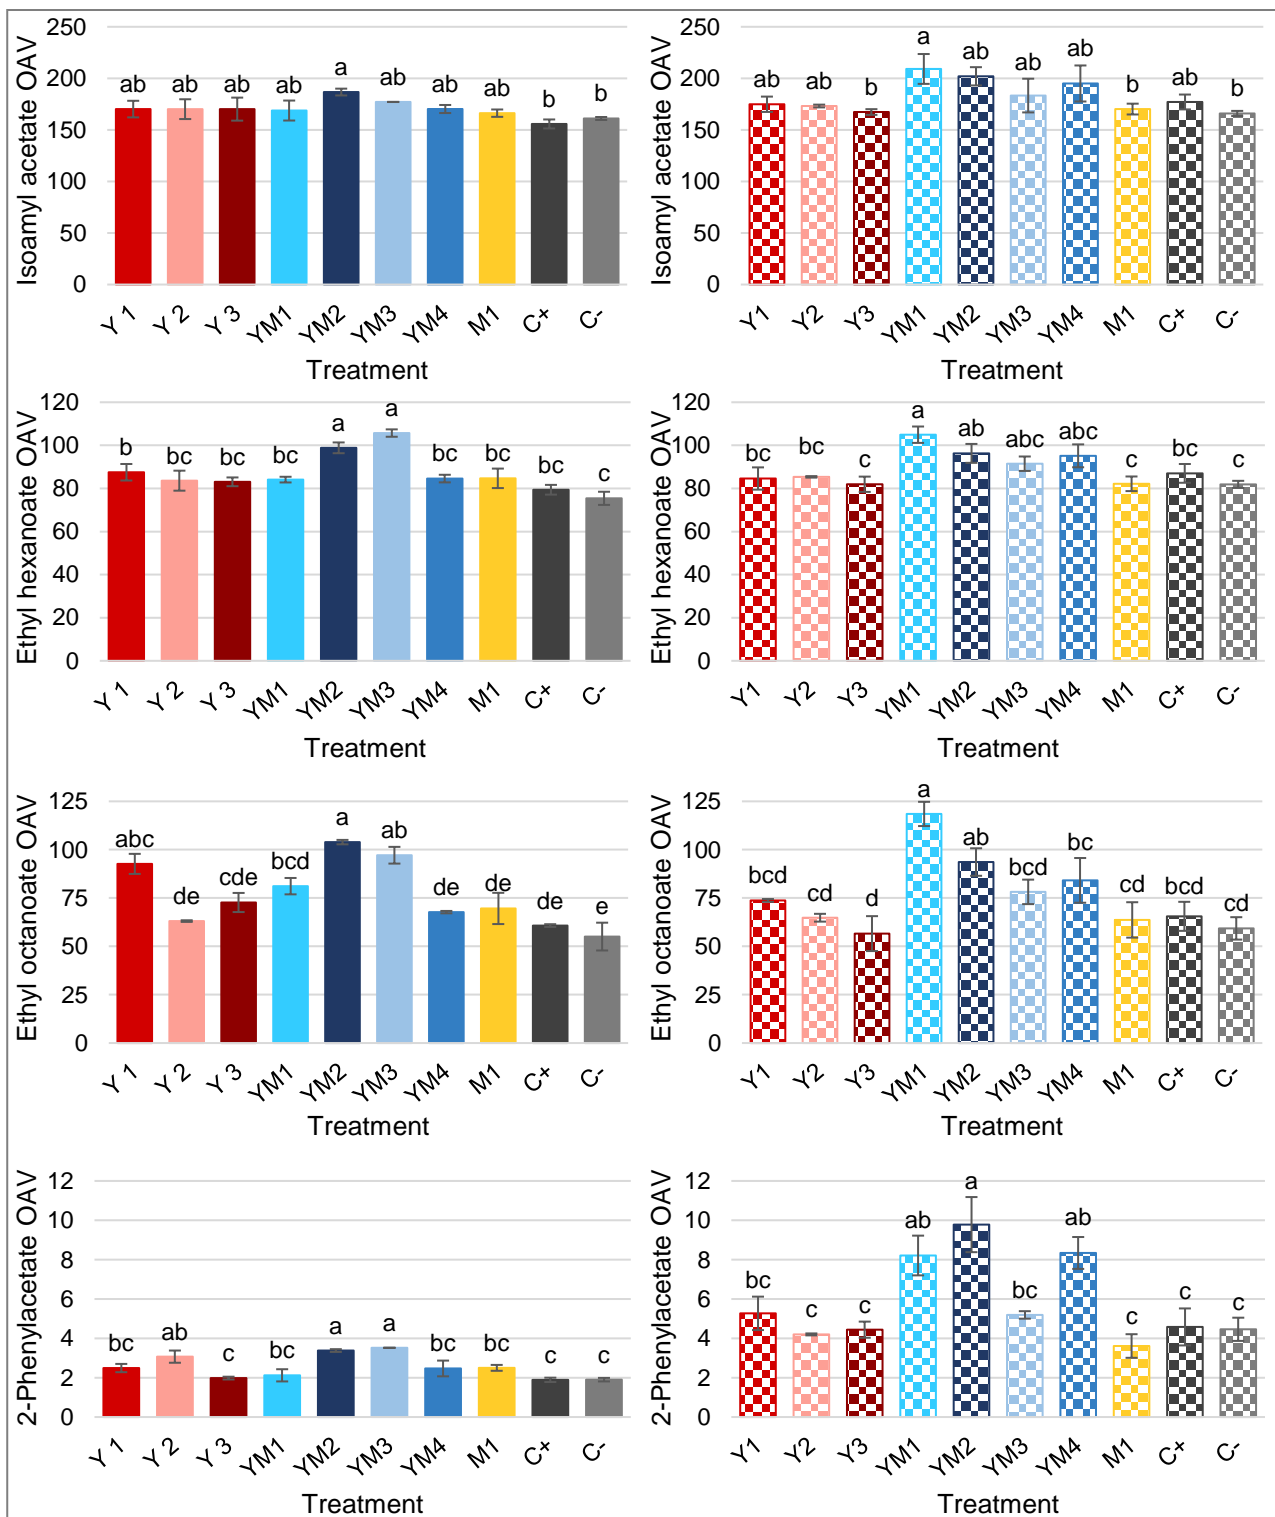 Isoamyl acetate OAV
250
200
150
100
50
0
ab ab ab ab a ab ab ab b b
Y 1 Y 2 Y 3 YM1 YM2 YM3 YM4 M1 C+ C-
Treatment
Isoamyl acetate OAV
250
200
150
100
50
0
ab ab b a ab ab ab b ab b
Y1 Y2 Y3 YM1 YM2 YM3 YM4 M1 C+ C-
Treatment
Ethyl hexanoate OAV
120
100
80
60
40
20
0
b bc bc bc a a bc bc bc c
Y 1 Y 2 Y 3 YM1 YM2 YM3 YM4 M1 C+ C-
Treatment
Ethyl hexanoate OAV
120
100
80
60
40
20
0
bc bc c a ab abc abc c bc c
Y1 Y2 Y3 YM1 YM2 YM3 YM4 M1 C+ C-
Treatment
Ethyl octanoate OAV
125
100
75
50
25
0
abc de cde bcd a ab de de de e
Y 1 Y 2 Y 3 YM1 YM2 YM3 YM4 M1 C+ C-
Treatment
Ethyl octanoate OAV
125
100
75
50
25
0
bcd cd d a ab bcd bc cd bcd cd
Y1 Y2 Y3 YM1 YM2 YM3 YM4 M1 C+ C-
Treatment
2-Phenylacetate OAV
12
10
8
6
4
2
0
bc ab c bc a a bc bc c c
Y 1 Y 2 Y 3 YM1 YM2 YM3 YM4 M1 C+ C-
Treatment
2-Phenylacetate OAV
12
10
8
6
4
2
0
bc c c ab a bc ab c c c
Y1 Y2 Y3 YM1 YM2 YM3 YM4 M1 C+ C-
Treatment